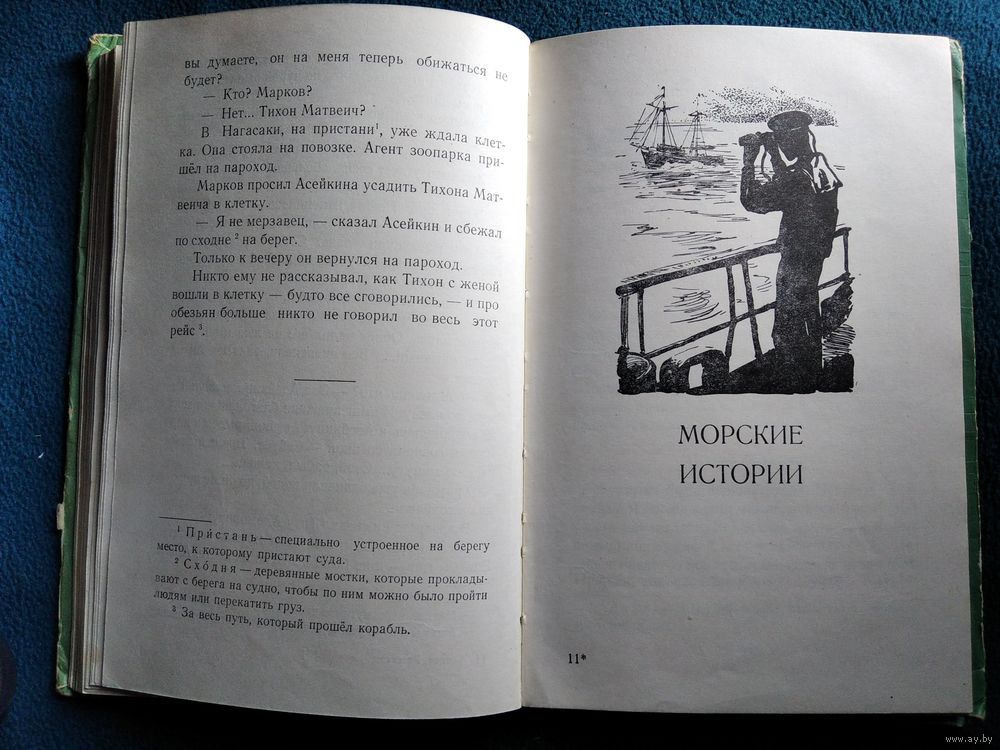 вы думаете, он на меня теперь обижаться не
будет?
— Кто? Марков?
— Нет... Тихон Матвеич?
В Нагасаки, на пристани¹, уже ждала клет-
ка. Она стояла на повозке. Агент зоопарка при-
шёл на пароход.
Марков просил Асейкина усадить Тихона Мат-
веича в клетку.
— Я не мерзавец, — сказал Асейкин и сбежал
по сходне² на берег.
Только к вечеру он вернулся на пароход.
Никто ему не рассказывал, как Тихон с женой
вошли в клетку — будто все сговорились, — и про
обезьян больше никто не говорил во весь этот
рейс³.
¹ При́стань — специально устроенное на берегу
место, к которому пристают суда.
² Схо́дня — деревянные мостки, которые проклады-
вают с берега на судно, чтобы по ним можно было пройти
людям или перекатить груз.
³ За весь путь, который прошёл корабль.
МОРСКИЕ
ИСТОРИИ
11*
www.ay.by